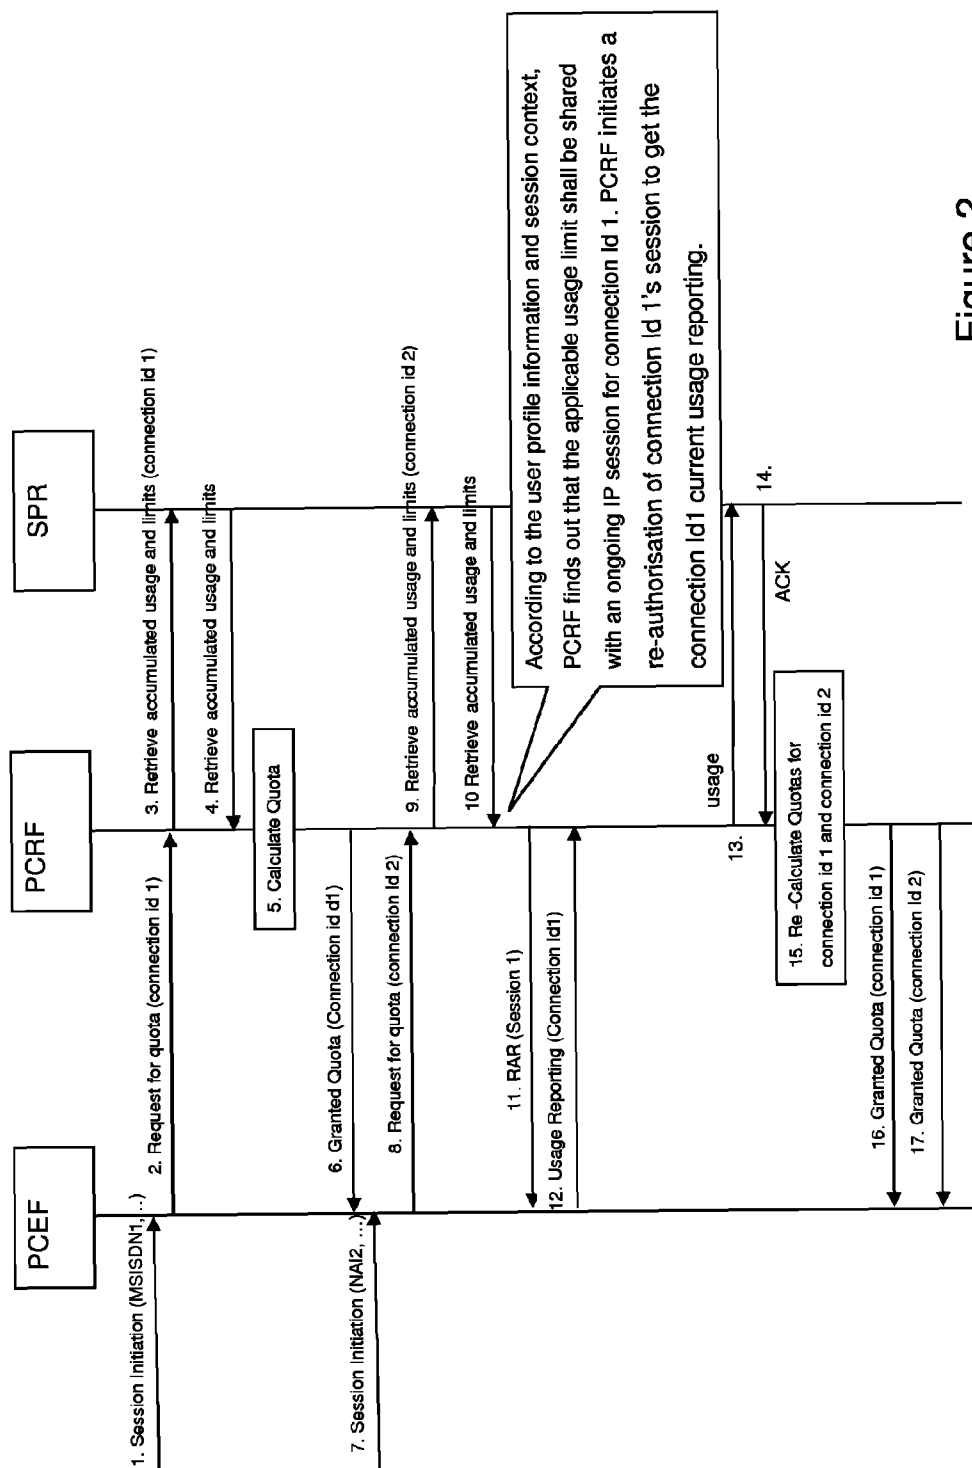 PCEF
PCRF
SPR
1. Session Initiation (MSISDN1, ..)
2. Request for quota (connection id 1)
3. Retrieve accumulated usage and limits (connection id 1)
4. Retrieve accumulated usage and limits
5. Calculate Quota
6. Granted Quota (Connection id d1)
7. Session Initiation (NAI2, ...)
8. Request for quota (connection Id 2)
9. Retrieve accumulated usage and limits (connection id 2)
10 Retrieve accumulated usage and limits
According to the user profile information and session context,
PCRF finds out that the applicable usage limit shall be shared
with an ongoing IP session for connection Id 1. PCRF initiates a
re-authorisation of connection Id 1's session to get the
connection Id1 current usage reporting.
11. RAR (Session 1)
12. Usage Reporting (Connection Id1)
13.
usage
14.
ACK
15. Re -Calculate Quotas for
connection id 1 and connection id 2
16. Granted Quota (connection id 1)
17. Granted Quota (connection Id 2)
Figure 2